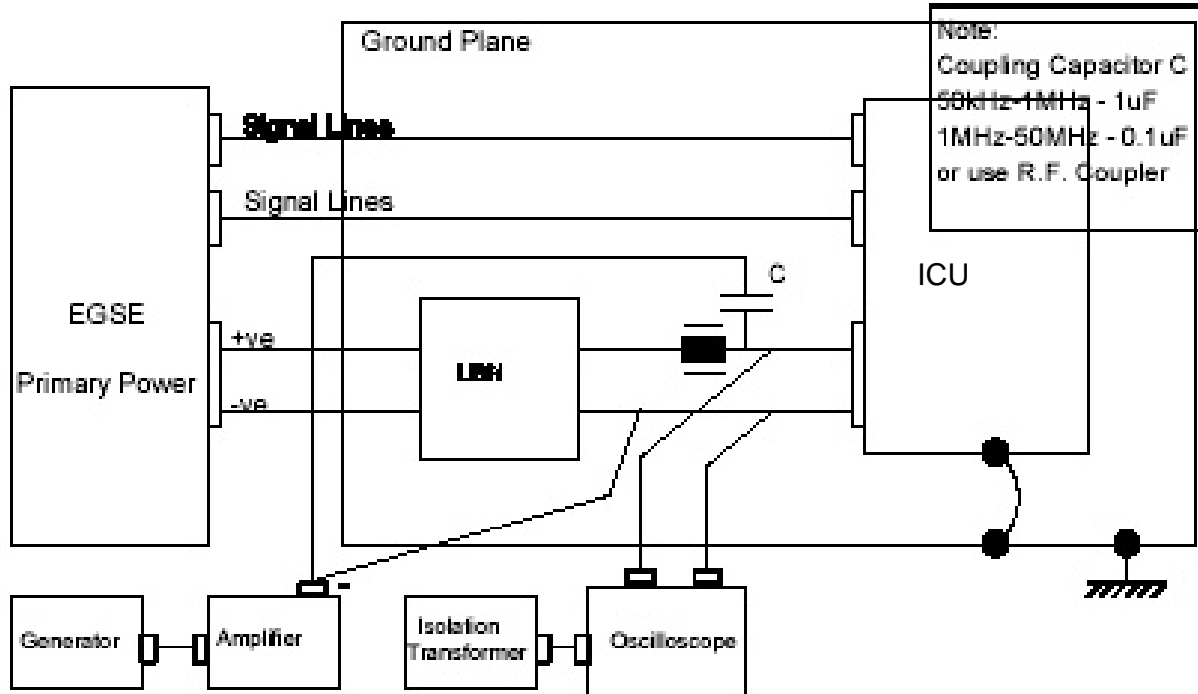 Ground Plane
Note:
Coupling Capacitor C
50kHz-1MHz - 1uF
1MHz-50MHz - 0.1uF
or use R.F. Coupler
Signal Lines
Signal Lines
ICU
C
EGSE
Primary Power
+ve
-ve
LISN
-
Generator
Amplifier
Isolation
Transformer
Oscilloscope